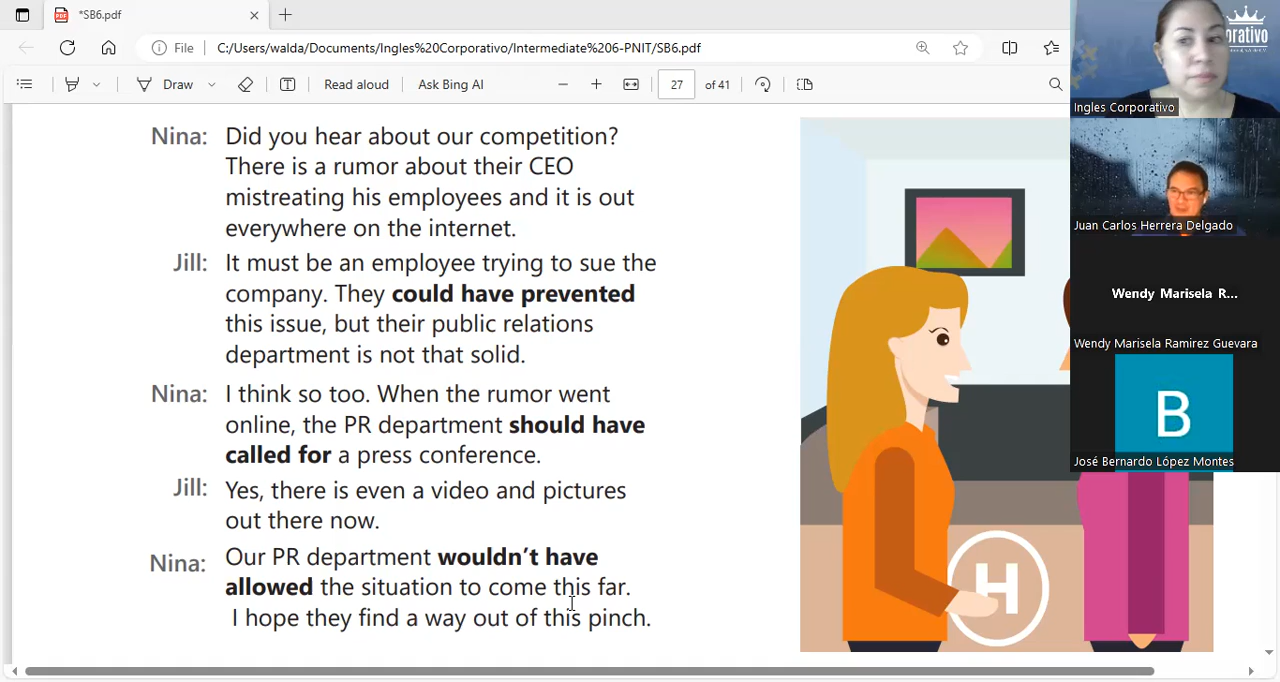 *SB6.pdf
File C:/Users/walda/Documents/Ingles%20Corporativo/Intermediate%206-PNIT/SB6.pdf
Draw Read aloud Ask Bing AI 27 of 41
Nina: Did you hear about our competition?
There is a rumor about their CEO
mistreating his employees and it is out
everywhere on the internet.
Jill: It must be an employee trying to sue the
company. They could have prevented
this issue, but their public relations
department is not that solid.
Nina: I think so too. When the rumor went
online, the PR department should have
called for a press conference.
Jill: Yes, there is even a video and pictures
out there now.
Nina: Our PR department wouldn't have
allowed the situation to come this far.
I hope they find a way out of this pinch.
H
Ingles Corporativo
Juan Carlos Herrera Delgado
Wendy Marisela R...
Wendy Marisela Ramirez Guevara
B
José Bernardo López Montes